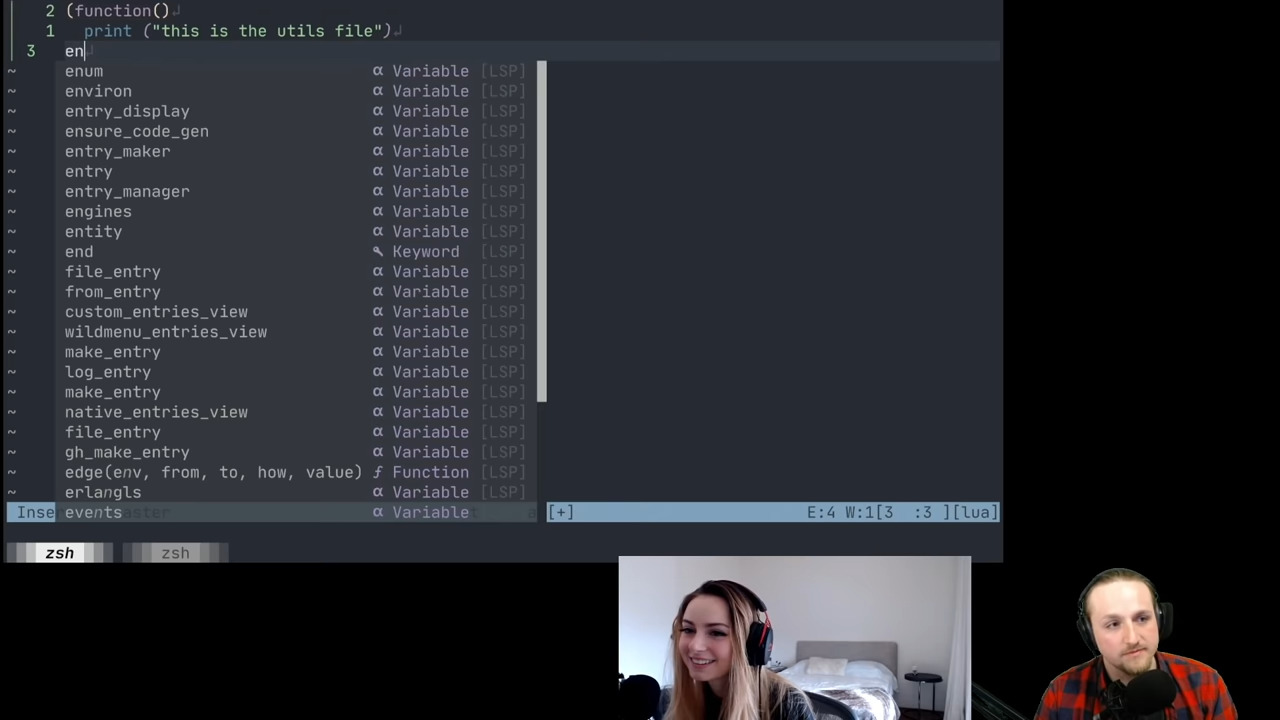 2 (function()
1 print ("this is the utils file")
3 en
~ enum α Variable [LSP]
~ environ α Variable [LSP]
~ entry_display α Variable [LSP]
~ ensure_code_gen α Variable [LSP]
~ entry_maker α Variable [LSP]
~ entry α Variable [LSP]
~ entry_manager α Variable [LSP]
~ engines α Variable [LSP]
~ entity α Variable [LSP]
~ end Keyword [LSP]
~ file_entry α Variable [LSP]
~ from_entry α Variable [LSP]
~ custom_entries_view α Variable [LSP]
~ wildmenu_entries_view α Variable [LSP]
~ make_entry α Variable [LSP]
~ log_entry α Variable [LSP]
~ make_entry α Variable [LSP]
~ native_entries_view α Variable [LSP]
~ file_entry α Variable [LSP]
~ gh_make_entry α Variable [LSP]
~ edge(env, from, to, how, value) ƒ Function [LSP]
~ erlangls α Variable [LSP]
Inse events α Variable [+] E:4 W:1[3 :3 ][lua]
zsh zsh